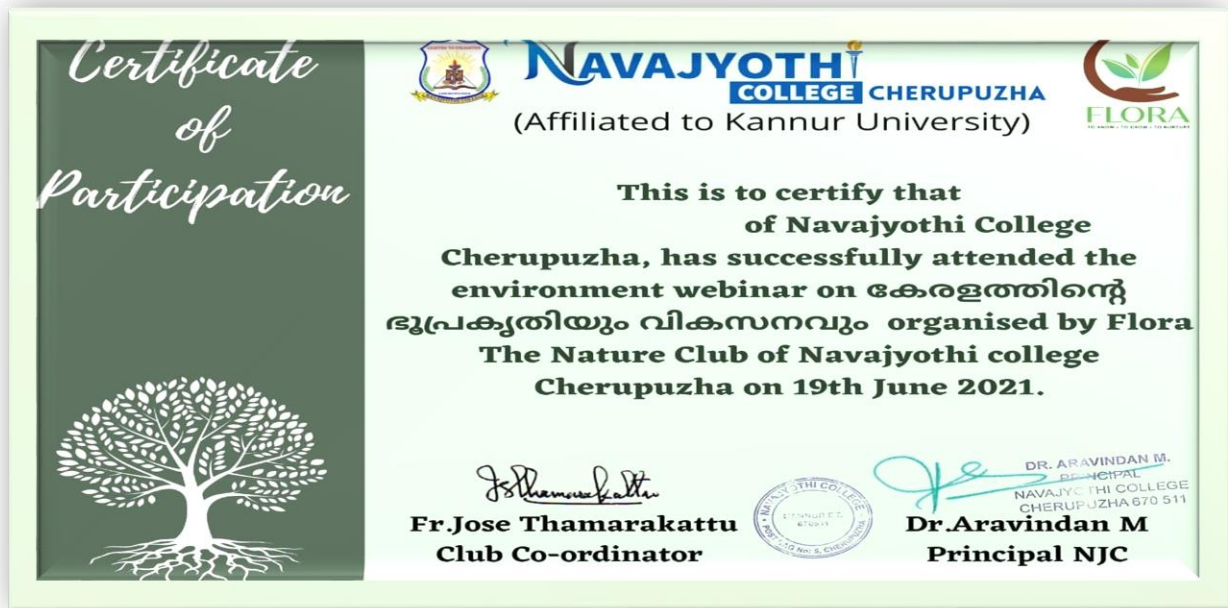 Certificate
of
Participation
NAVAJYOTHI
COLLEGE CHERUPUZHA
(Affiliated to Kannur University)
FLORA
This is to certify that
of Navajyothi College
Cherupuzha, has successfully attended the
environment webinar on കേരളത്തിന്റെ
ഭൂപ്രകൃതിയും വികസനവും organised by Flora
The Nature Club of Navajyothi college
Cherupuzha on 19th June 2021.
Fr.Jose Thamarakattu
Club Co-ordinator
DR. ARAVINDAN M.
PRINCIPAL
NAVAJYOTHI COLLEGE
CHERUPUZHA 670 511
Dr.Aravindan M
Principal NJC